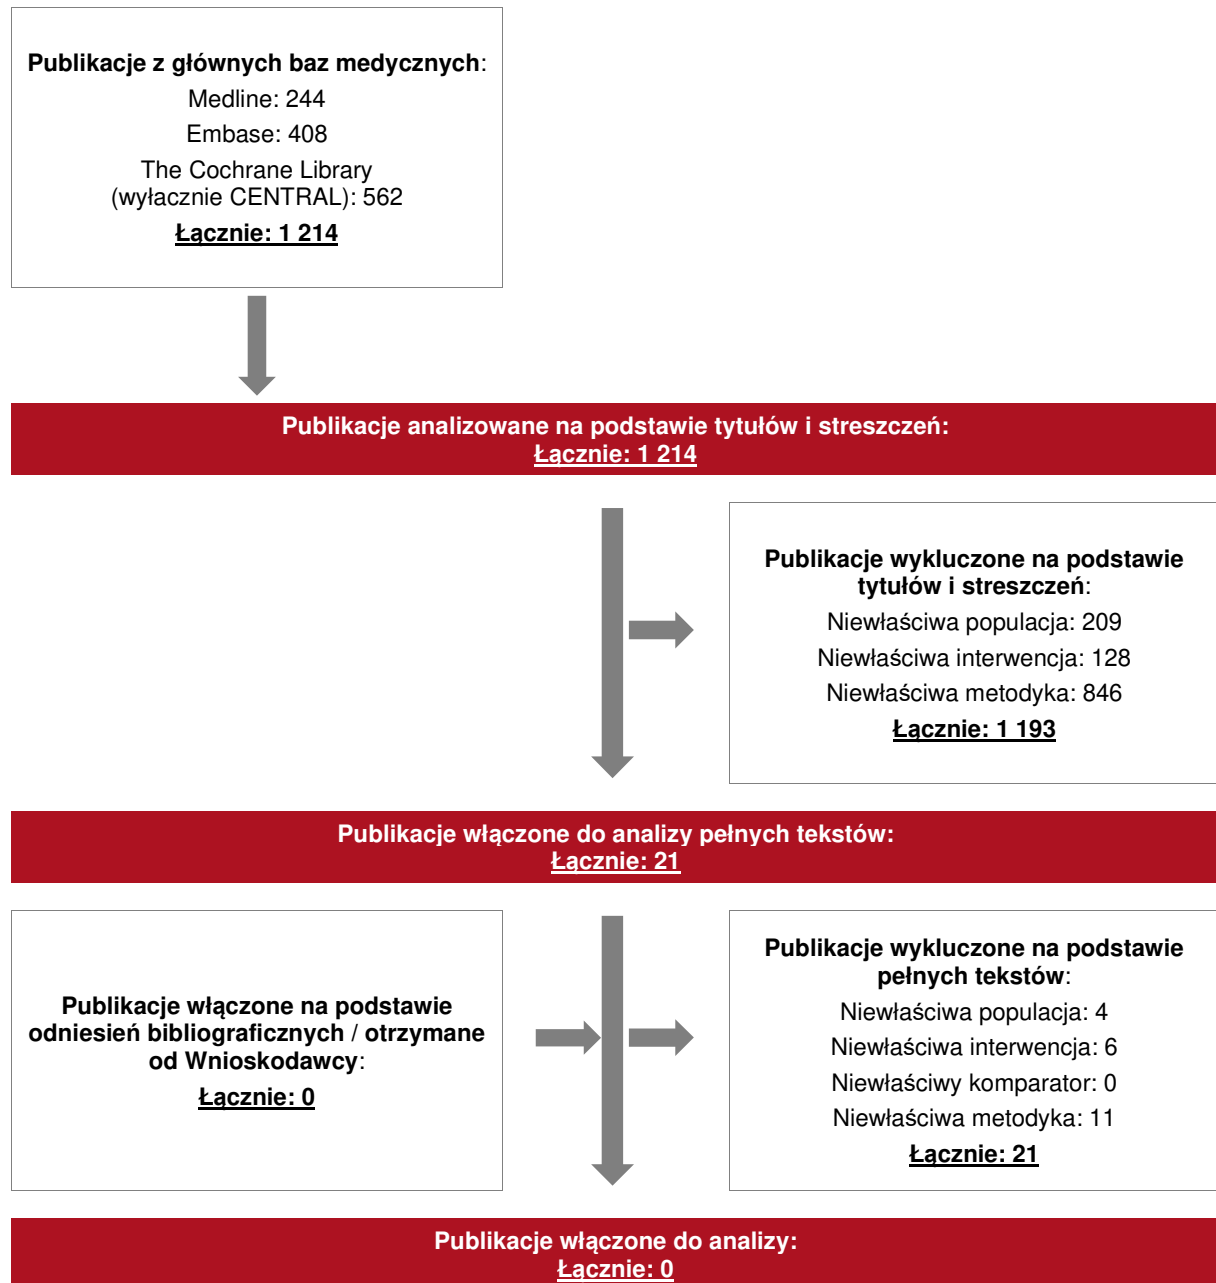 Publikacje z głównych baz medycznych:
Medline: 244
Embase: 408
The Cochrane Library
(wyłacznie CENTRAL): 562
Łącznie: 1 214
Publikacje analizowane na podstawie tytułów i streszczeń:
Łącznie: 1 214
Publikacje wykluczone na podstawie
tytułów i streszczeń:
Niewłaściwa populacja: 209
Niewłaściwa interwencja: 128
Niewłaściwa metodyka: 846
Łącznie: 1 193
Publikacje włączone do analizy pełnych tekstów:
Łącznie: 21
Publikacje włączone na podstawie
odniesień bibliograficznych / otrzymane
od Wnioskodawcy:
Łącznie: 0
Publikacje wykluczone na podstawie
pełnych tekstów:
Niewłaściwa populacja: 4
Niewłaściwa interwencja: 6
Niewłaściwy komparator: 0
Niewłaściwa metodyka: 11
Łącznie: 21
Publikacje włączone do analizy:
Łącznie: 0